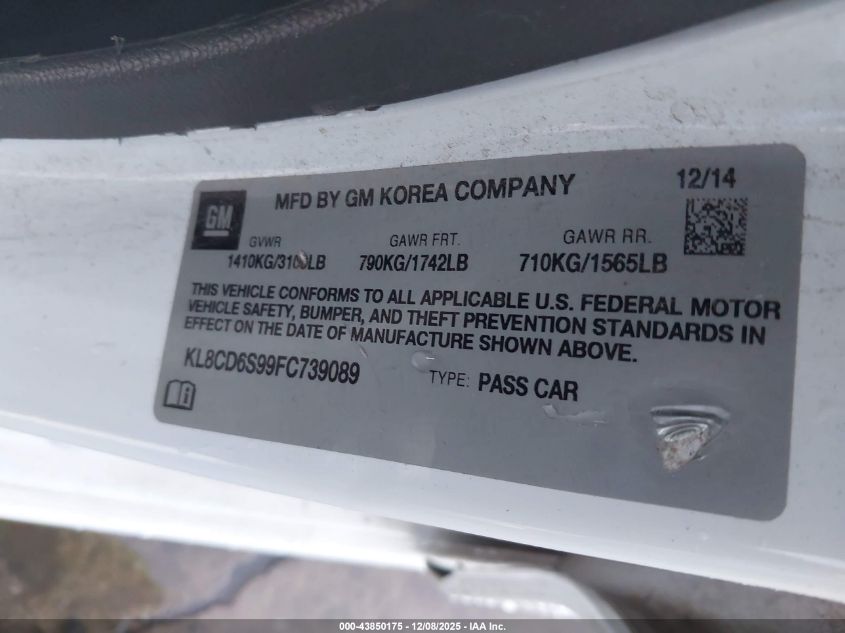 GM
MFD BY GM KOREA COMPANY
12/14
GVWR
GAWR FRT.
GAWR RR.
1410KG/3109LB
790KG/1742LB
710KG/1565LB
THIS VEHICLE CONFORMS TO ALL APPLICABLE U.S. FEDERAL MOTOR
VEHICLE SAFETY, BUMPER, AND THEFT PREVENTION STANDARDS IN
EFFECT ON THE DATE OF MANUFACTURE SHOWN ABOVE.
KL8CD6S99FC739089
TYPE: PASS CAR
000-43850175 - 12/08/2025 - IAA Inc.